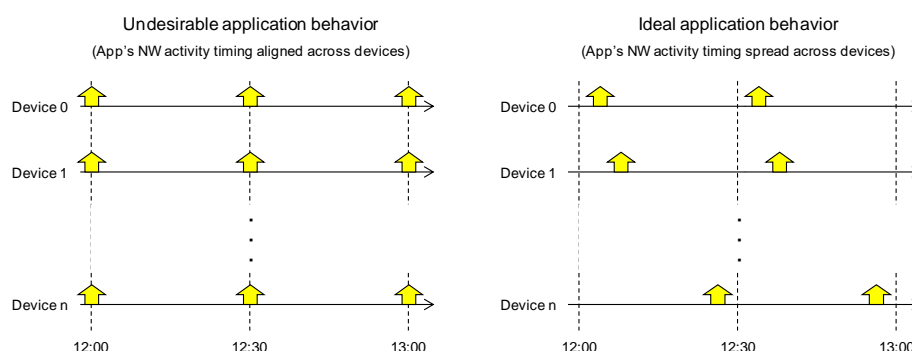 Undesirable application behavior
(App's NW activity timing aligned across devices)
Device 0
Device 1
Device n
12:00 12:30 13:00
Ideal application behavior
(App's NW activity timing spread across devices)
Device 0
Device 1
Device n
12:00 12:30 13:00